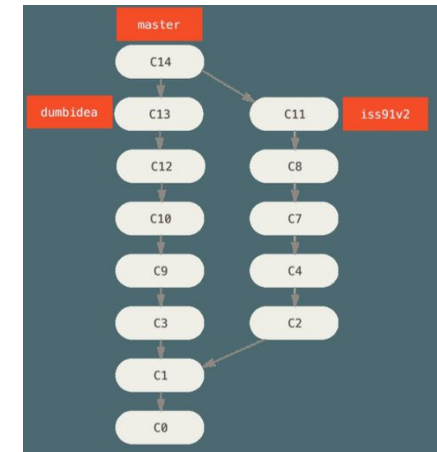 master
C14
dumbidea C13 C11 iss91v2
C12 C8
C10 C7
C9 C4
C3 C2
C1
C0